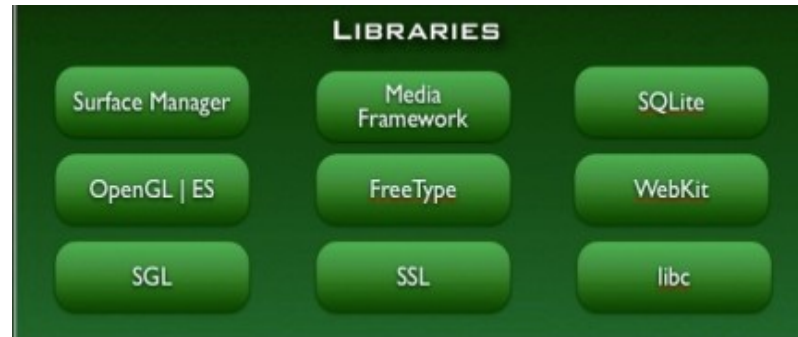 LIBRARIES
Surface Manager
Media
Framework
SQLite
OpenGL | ES
FreeType
WebKit
SGL
SSL
libc